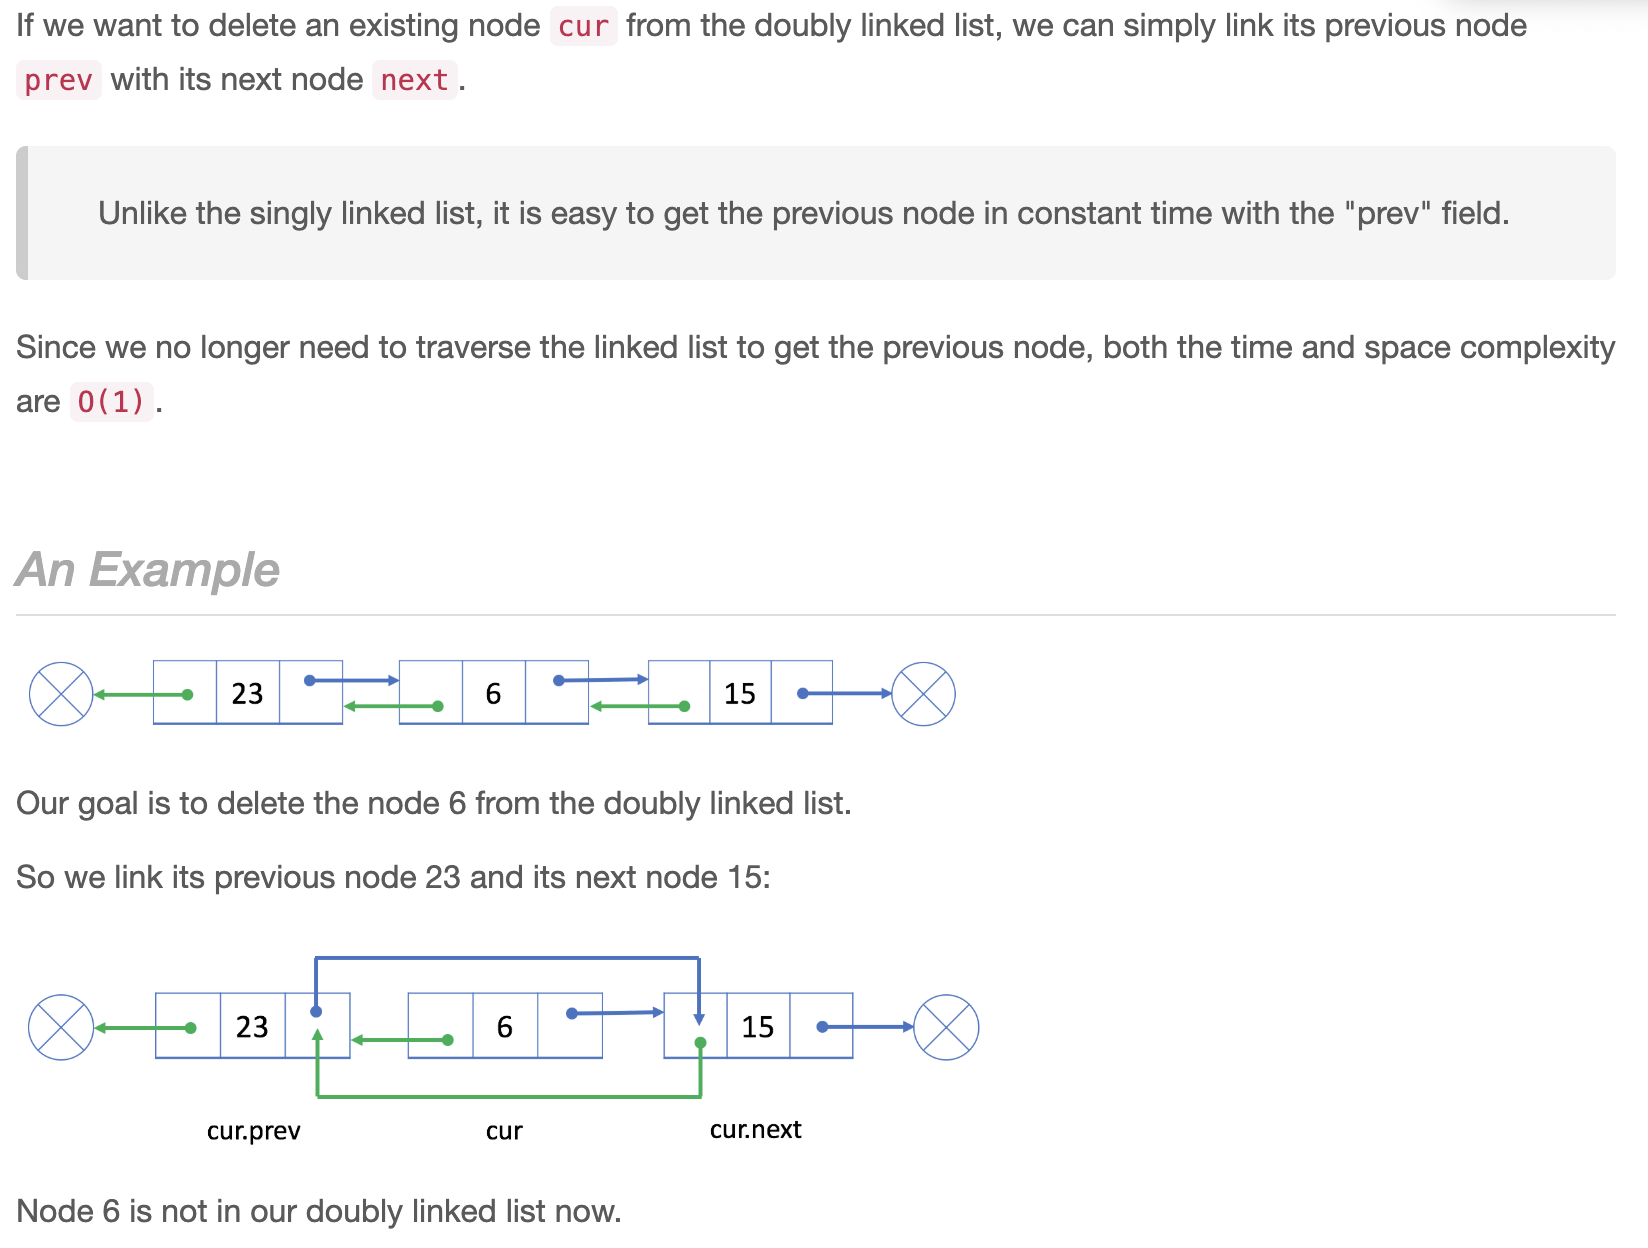 If we want to delete an existing node cur from the doubly linked list, we can simply link its previous node
prev with its next node next.
Unlike the singly linked list, it is easy to get the previous node in constant time with the "prev" field.
Since we no longer need to traverse the linked list to get the previous node, both the time and space complexity
are O(1).
An Example
23 6 15
Our goal is to delete the node 6 from the doubly linked list.
So we link its previous node 23 and its next node 15:
23 6 15
cur.prev cur cur.next
Node 6 is not in our doubly linked list now.